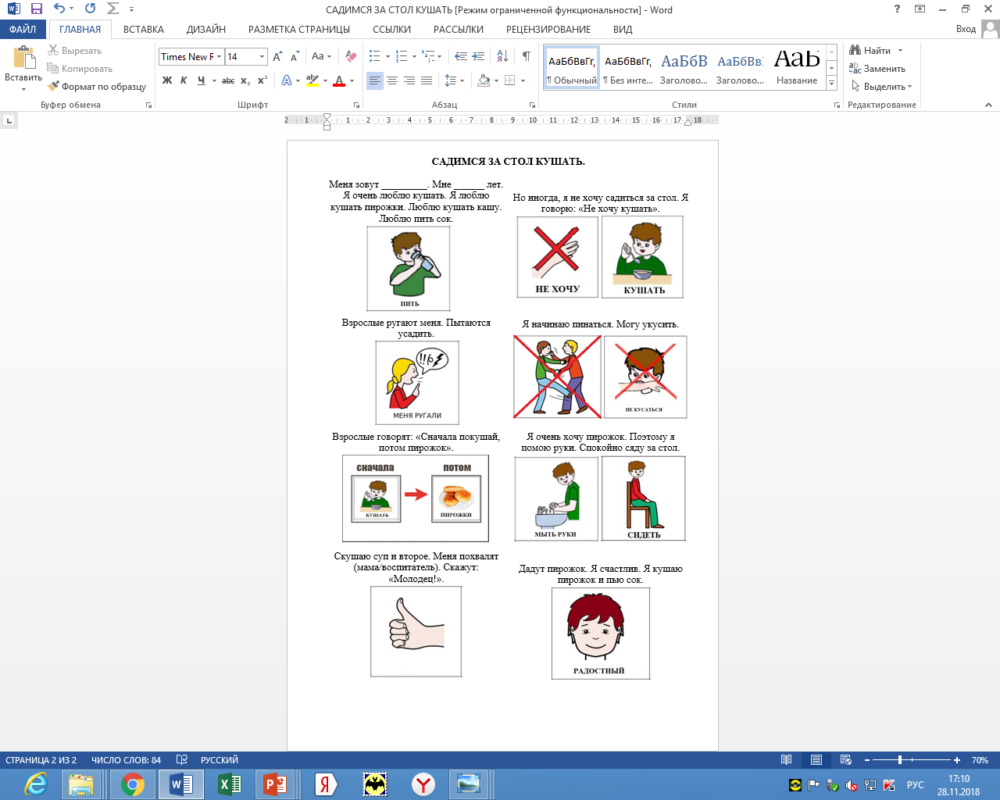 САДИМСЯ ЗА СТОЛ КУШАТЬ [Режим ограниченной функциональности] - Word
ФАЙЛ ГЛАВНАЯ ВСТАВКА ДИЗАЙН РАЗМЕТКА СТРАНИЦЫ ССЫЛКИ РАССЫЛКИ РЕЦЕНЗИРОВАНИЕ ВИД Вход
Вставить
Вырезать
Копировать
Формат по образцу
Буфер обмена
Times New R 14
Ж К Ч abc x₂ x²
Шрифт
Абзац
АаБбВвГг, АаБбВвГг, АаБбВ АаБбВв: АаЬ
¶ Обычный ¶ Без инте... Заголово... Заголово... Название
Стили
Найти
Заменить
Выделить
Редактирование
2 1 1 2 3 4 5 6 7 8 9 10 11 12 13 14 15 16 17 18
САДИМСЯ ЗА СТОЛ КУШАТЬ.
Меня зовут _________. Мне ______ лет.
Я очень люблю кушать. Я люблю
кушать пирожки. Люблю кушать кашу.
Люблю пить сок.
ПИТЬ
Но иногда, я не хочу садиться за стол. Я
говорю: «Не хочу кушать».
НЕ ХОЧУ
КУШАТЬ
Взрослые ругают меня. Пытаются
усадить.
МЕНЯ РУГАЛИ
Я начинаю пинаться. Могу укусить.
НЕ КУСАТЬСЯ
Взрослые говорят: «Сначала покушай,
потом пирожок».
сначала потом
КУШАТЬ ПИРОЖКИ
Я очень хочу пирожок. Поэтому я
помою руки. Спокойно сяду за стол.
МЫТЬ РУКИ
СИДЕТЬ
Скушаю суп и второе. Меня похвалят
(мама/воспитатель). Скажут:
«Молодец!».
Дадут пирожок. Я счастлив. Я кушаю
пирожок и пью сок.
РАДОСТНЫЙ
СТРАНИЦА 2 ИЗ 2 ЧИСЛО СЛОВ: 84 РУССКИЙ 70%
РУС
17:10
28.11.2018